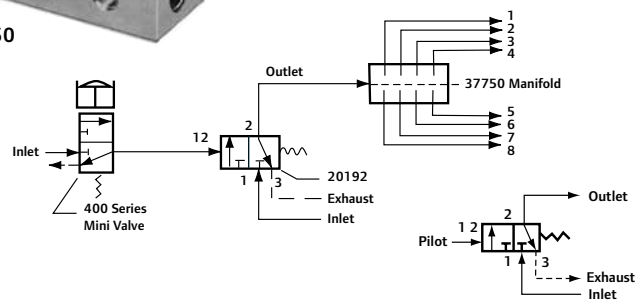 50
1
2
3
4
Outlet
37750 Manifold
5
6
7
8
2
12
Inlet
1
3
20192
Exhaust
Inlet
400 Series
Mini Valve
Outlet
2
1 2
Pilot
1
3
Exhaust
Inlet